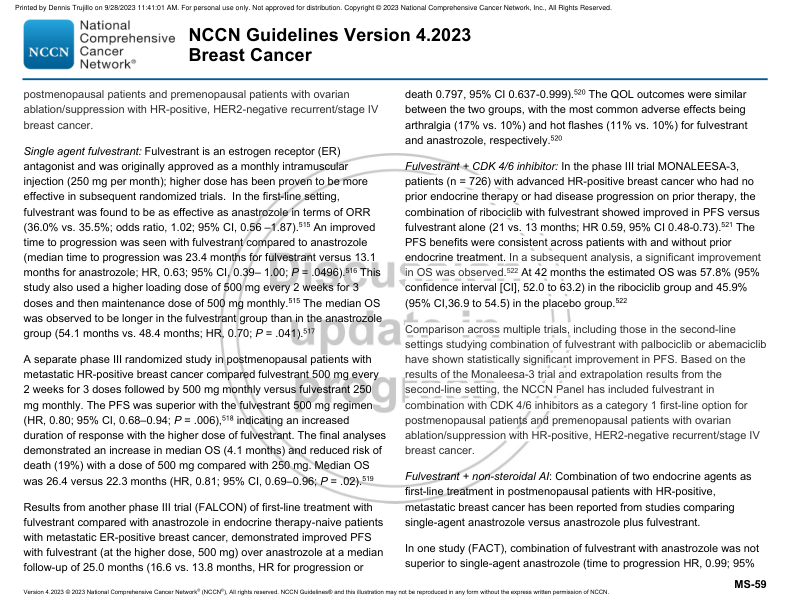 Printed by Dennis Trujillo on 9/28/2023 11:41:01 AM. For personal use only. Not approved for distribution. Copyright © 2023 National Comprehensive Cancer Network, Inc., All Rights Reserved.
NCCN
National
Comprehensive
Cancer
Network®
NCCN Guidelines Version 4.2023
Breast Cancer
postmenopausal patients and premenopausal patients with ovarian
ablation/suppression with HR-positive, HER2-negative recurrent/stage IV
breast cancer.
Single agent fulvestrant: Fulvestrant is an estrogen receptor (ER)
antagonist and was originally approved as a monthly intramuscular
injection (250 mg per month); higher dose has been proven to be more
effective in subsequent randomized trials. In the first-line setting,
fulvestrant was found to be as effective as anastrozole in terms of ORR
(36.0% vs. 35.5%; odds ratio, 1.02; 95% CI, 0.56 –1.87).515 An improved
time to progression was seen with fulvestrant compared to anastrozole
(median time to progression was 23.4 months for fulvestrant versus 13.1
months for anastrozole; HR, 0.63; 95% CI, 0.39– 1.00; P = .0496).516 This
study also used a higher loading dose of 500 mg every 2 weeks for 3
doses and then maintenance dose of 500 mg monthly.515 The median OS
was observed to be longer in the fulvestrant group than in the anastrozole
group (54.1 months vs. 48.4 months; HR, 0.70; P = .041).517
A separate phase III randomized study in postmenopausal patients with
metastatic HR-positive breast cancer compared fulvestrant 500 mg every
2 weeks for 3 doses followed by 500 mg monthly versus fulvestrant 250
mg monthly. The PFS was superior with the fulvestrant 500 mg regimen
(HR, 0.80; 95% CI, 0.68–0.94; P = .006),518 indicating an increased
duration of response with the higher dose of fulvestrant. The final analyses
demonstrated an increase in median OS (4.1 months) and reduced risk of
death (19%) with a dose of 500 mg compared with 250 mg. Median OS
was 26.4 versus 22.3 months (HR, 0.81; 95% CI, 0.69–0.96; P = .02).519
Results from another phase III trial (FALCON) of first-line treatment with
fulvestrant compared with anastrozole in endocrine therapy-naive patients
with metastatic ER-positive breast cancer, demonstrated improved PFS
with fulvestrant (at the higher dose, 500 mg) over anastrozole at a median
follow-up of 25.0 months (16.6 vs. 13.8 months, HR for progression or
death 0.797, 95% CI 0.637-0.999).520 The QOL outcomes were similar
between the two groups, with the most common adverse effects being
arthralgia (17% vs. 10%) and hot flashes (11% vs. 10%) for fulvestrant
and anastrozole, respectively.520
Fulvestrant + CDK 4/6 inhibitor: In the phase III trial MONALEESA-3,
patients (n = 726) with advanced HR-positive breast cancer who had no
prior endocrine therapy or had disease progression on prior therapy, the
combination of ribociclib with fulvestrant showed improved in PFS versus
fulvestrant alone (21 vs. 13 months; HR 0.59, 95% CI 0.48-0.73).521 The
PFS benefits were consistent across patients with and without prior
endocrine treatment. In a subsequent analysis, a significant improvement
in OS was observed.522 At 42 months the estimated OS was 57.8% (95%
confidence interval [CI], 52.0 to 63.2) in the ribociclib group and 45.9%
(95% CI,36.9 to 54.5) in the placebo group.522
Comparison across multiple trials, including those in the second-line
settings studying combination of fulvestrant with palbociclib or abemaciclib
have shown statistically significant improvement in PFS. Based on the
results of the Monaleesa-3 trial and extrapolation results from the
second-line setting, the NCCN Panel has included fulvestrant in
combination with CDK 4/6 inhibitors as a category 1 first-line option for
postmenopausal patients and premenopausal patients with ovarian
ablation/suppression with HR-positive, HER2-negative recurrent/stage IV
breast cancer.
Fulvestrant + non-steroidal AI: Combination of two endocrine agents as
first-line treatment in postmenopausal patients with HR-positive,
metastatic breast cancer has been reported from studies comparing
single-agent anastrozole versus anastrozole plus fulvestrant.
In one study (FACT), combination of fulvestrant with anastrozole was not
superior to single-agent anastrozole (time to progression HR, 0.99; 95%
Discussion
update in
progress
MS-59
Version 4.2023 © 2023 National Comprehensive Cancer Network® (NCCN®), All rights reserved. NCCN Guidelines® and this illustration may not be reproduced in any form without the express written permission of NCCN.